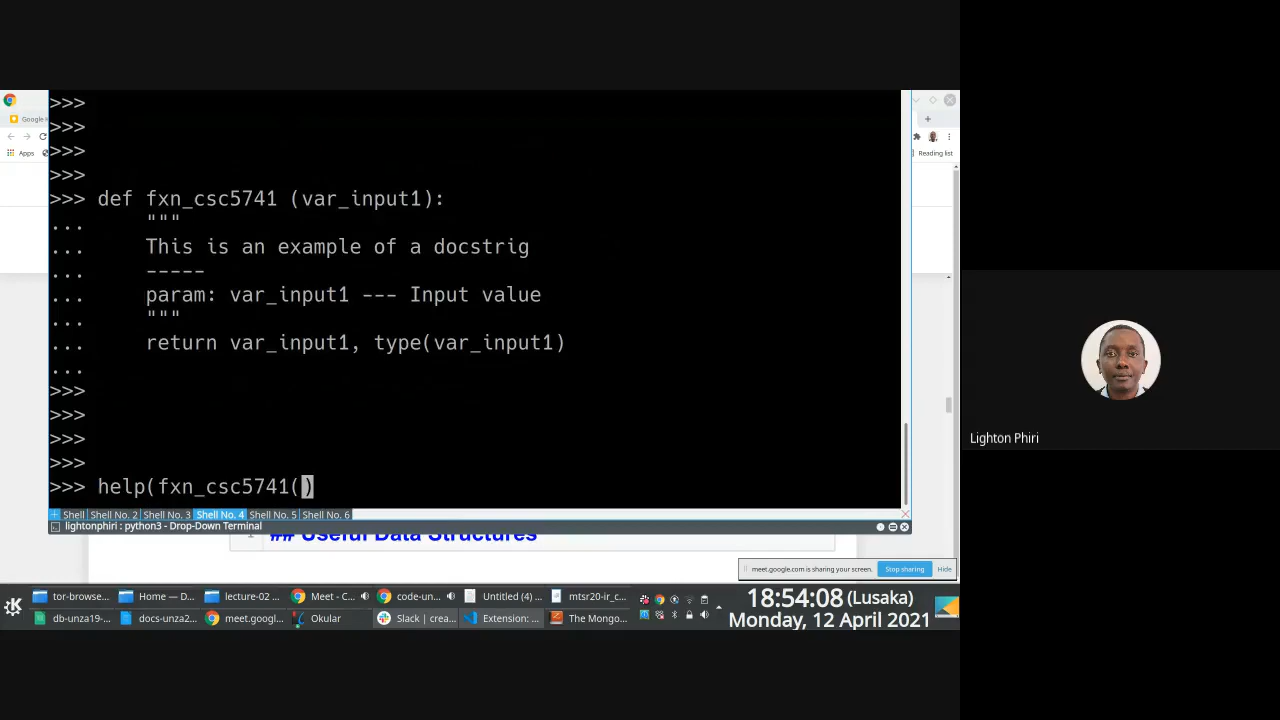 >>>
>>>
>>>
>>>
>>> def fxn_csc5741 (var_input1):
... """
... This is an example of a docstrig
... -----
... param: var_input1 --- Input value
... """
... return var_input1, type(var_input1)
...
>>>
>>>
>>>
>>>
>>> help(fxn_csc5741()
Google
Apps
Reading list
Shell Shell No. 2 Shell No. 3 Shell No. 4 Shell No. 5 Shell No. 6
lightonphiri : python3 - Drop-Down Terminal
1 ## Useful Data Structures
meet.google.com is sharing your screen. Stop sharing Hide
tor-browse... Home — D... lecture-02 ... Meet - C... code-un... Untitled (4) ... mtsr20-ir_c...
db-unza19-... docs-unza2... meet.googl... Okular Slack | crea... Extension: ... The Mongo...
18:54:08 (Lusaka)
Monday, 12 April 2021
Lighton Phiri